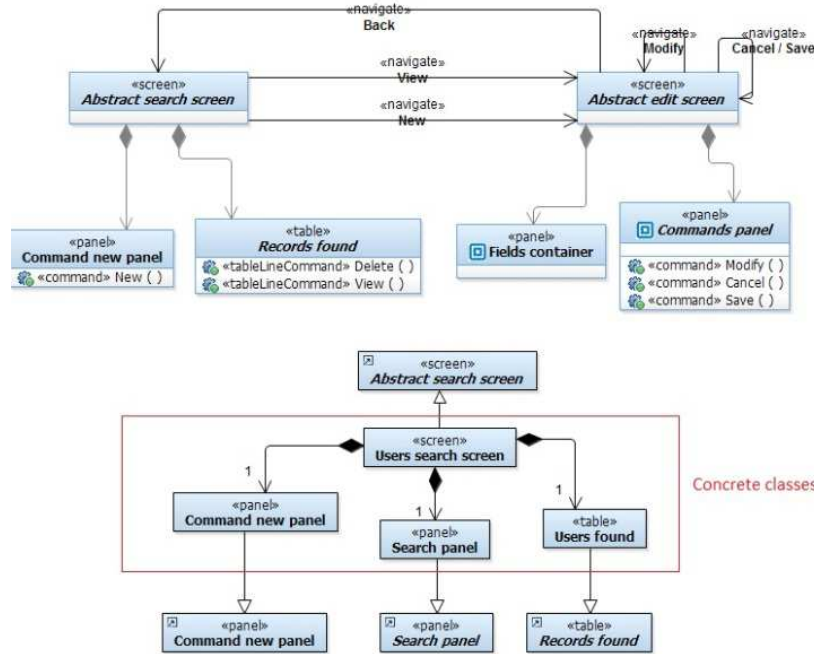 «navigate»
Back
«navigate»
Modify
«navigate»
Cancel / Save
«screen»
Abstract search screen
«navigate»
View
«navigate»
New
«screen»
Abstract edit screen
«panel»
Command new panel
«command» New ( )
«table»
Records found
«tableLineCommand» Delete ( )
«tableLineCommand» View ( )
«panel»
Fields container
«panel»
Commands panel
«command» Modify ( )
«command» Cancel ( )
«command» Save ( )
«screen»
Abstract search screen
«screen»
Users search screen
1
1
1
«panel»
Command new panel
«panel»
Search panel
«table»
Users found
Concrete classes
«panel»
Command new panel
«panel»
Search panel
«table»
Records found